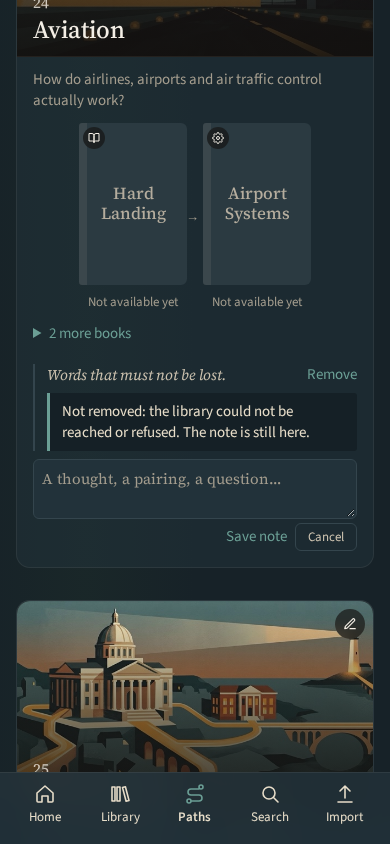 24
Aviation
How do airlines, airports and air traffic control
actually work?
Hard
Landing
→
Airport
Systems
Not available yet
Not available yet
2 more books
Words that must not be lost.
Remove
Not removed: the library could not be
reached or refused. The note is still here.
A thought, a pairing, a question...
Save note
Cancel
25
Home
Library
Paths
Search
Import